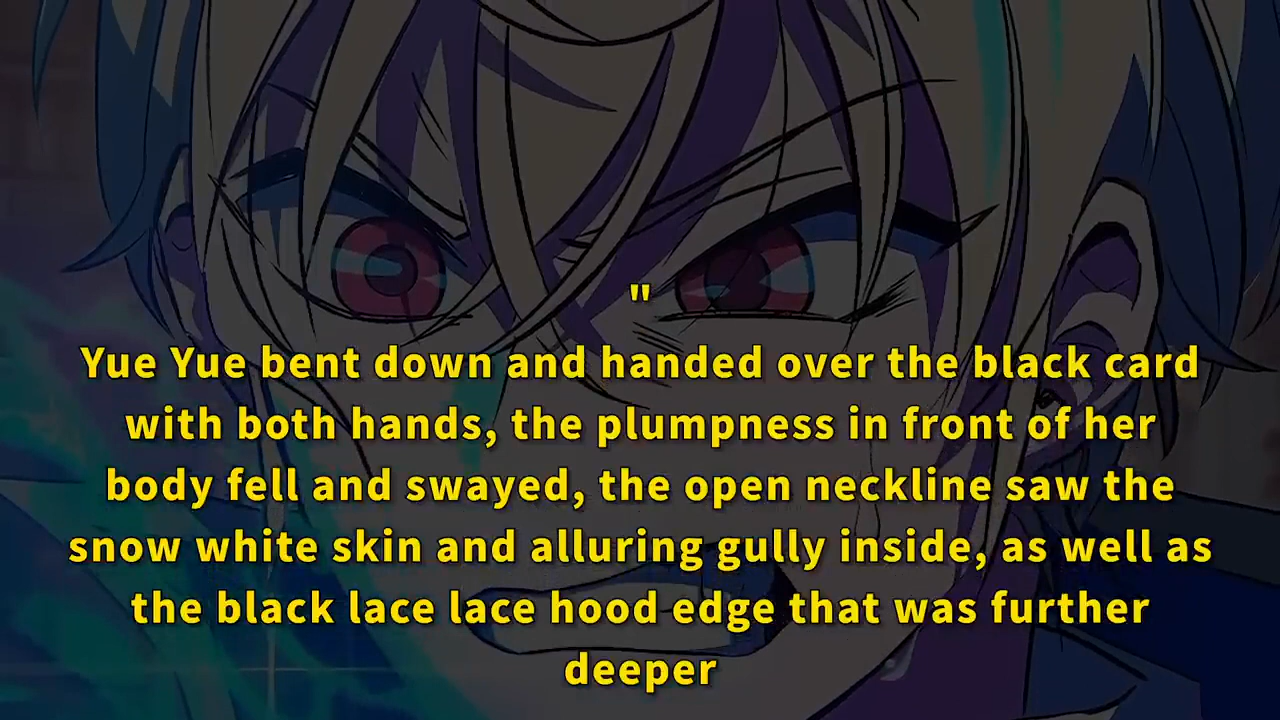 "
Yue Yue bent down and handed over the black card
with both hands, the plumpness in front of her
body fell and swayed, the open neckline saw the
snow white skin and alluring gully inside, as well as
the black lace lace hood edge that was further
deeper